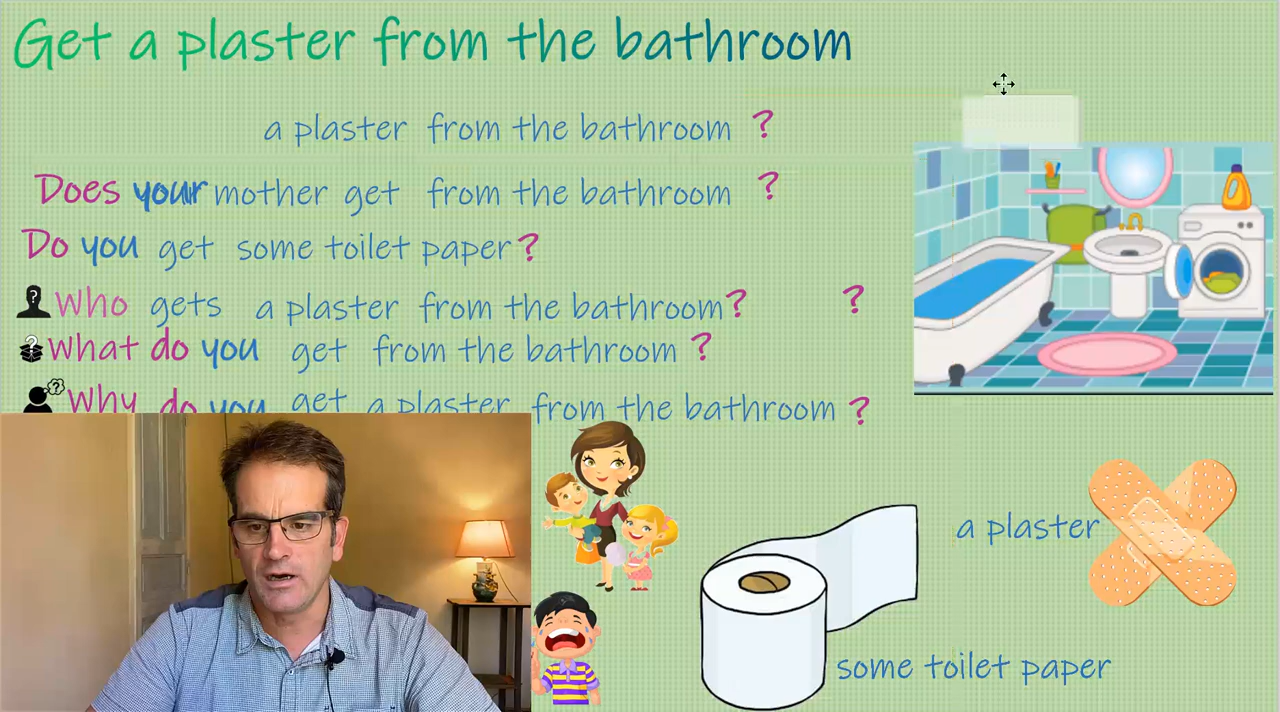 Get a plaster from the bathroom
a plaster from the bathroom ?
Does your mother get from the bathroom ?
Do you get some toilet paper ?
? Who gets a plaster from the bathroom ? ?
? What do you get from the bathroom ?
? Why do you get a plaster from the bathroom ?
a plaster
some toilet paper